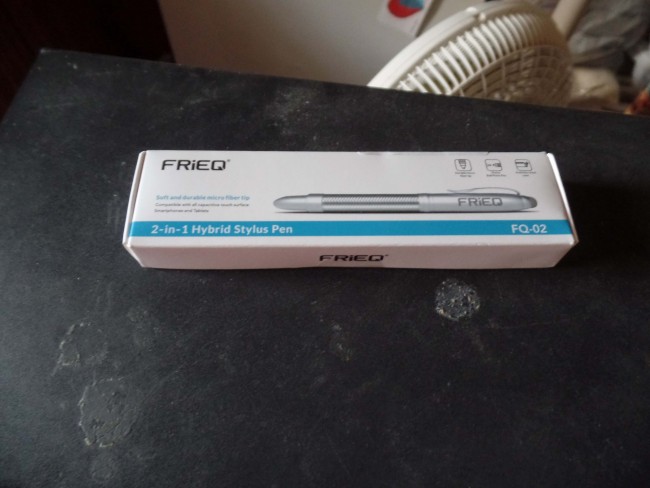 FRiEQ®
Soft and durable micro fiber tip
Compatible with all capacitive touch surface
Smartphones and Tablets
FRiEQ
2-in-1 Hybrid Stylus Pen
FQ-02
FRiEQ